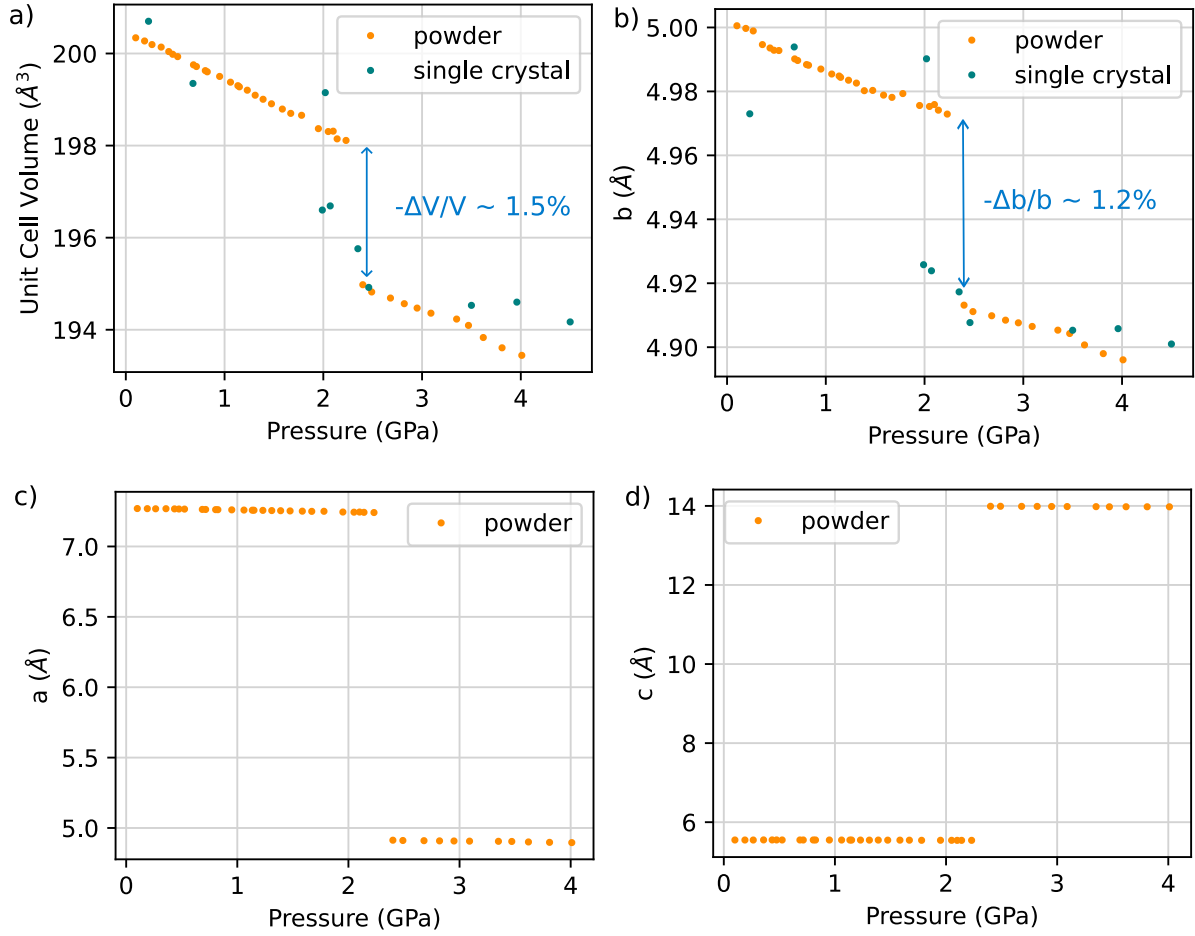 a)
powder
single crystal
-ΔV/V ~ 1.5%
Unit Cell Volume (Å³)
200
198
196
194
0 1 2 3 4
Pressure (GPa)
b)
powder
single crystal
-Δb/b ~ 1.2%
b (Å)
5.00
4.98
4.96
4.94
4.92
4.90
0 1 2 3 4
Pressure (GPa)
c)
powder
a (Å)
7.0
6.5
6.0
5.5
5.0
0 1 2 3 4
Pressure (GPa)
d)
powder
c (Å)
14
12
10
8
6
0 1 2 3 4
Pressure (GPa)